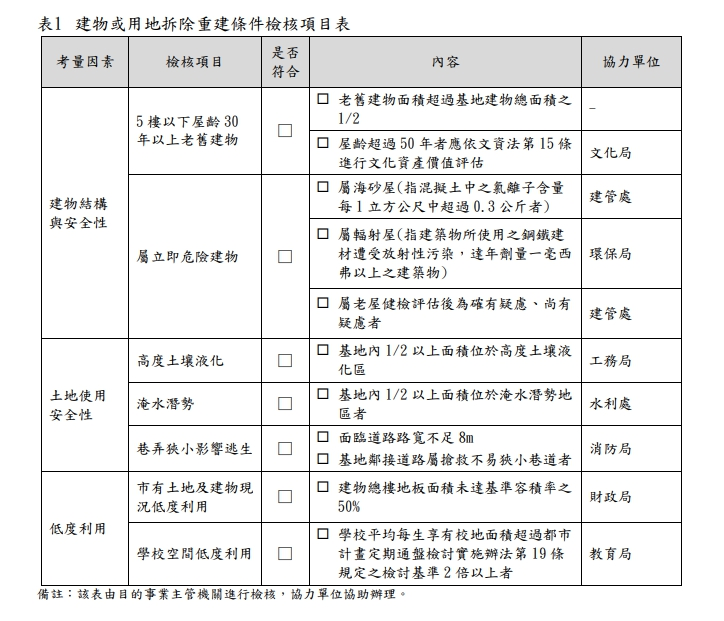 表1 建物或用地拆除重建條件檢核項目表
考量因素
檢核項目
是否
符合
內容
協力單位
建物結構
與安全性
5 樓以下屋齡 30
年以上老舊建物
□
□ 老舊建物面積超過基地建物總面積之
1/2
–
□ 屋齡超過 50 年者應依文資法第 15 條
進行文化資產價值評估
文化局
屬立即危險建物
□
□ 屬海砂屋(指混擬土中之氯離子含量
每 1 立方公尺中超過 0.3 公斤者)
建管處
□ 屬輻射屋(指建築物所使用之鋼鐵建
材遭受放射性污染，達年劑量一毫西
弗以上之建築物)
環保局
□ 屬老屋健檢評估後為確有疑慮、尚有
疑慮者
建管處
土地使用
安全性
高度土壤液化
□
□ 基地內 1/2 以上面積位於高度土壤液
化區
工務局
淹水潛勢
□
□ 基地內 1/2 以上面積位於淹水潛勢地
區者
水利處
巷弄狹小影響逃生
□
□ 面臨道路路寬不足 8m
□ 基地鄰接道路屬搶救不易狹小巷道者
消防局
低度利用
市有土地及建物現
況低度利用
□
□ 建物總樓地板面積未達基準容積率之
50%
財政局
學校空間低度利用
□
□ 學校平均每生享有校地面積超過都市
計畫定期通盤檢討實施辦法第 19 條
規定之檢討基準 2 倍以上者
教育局
備註：該表由目的事業主管機關進行檢核，協力單位協助辦理。